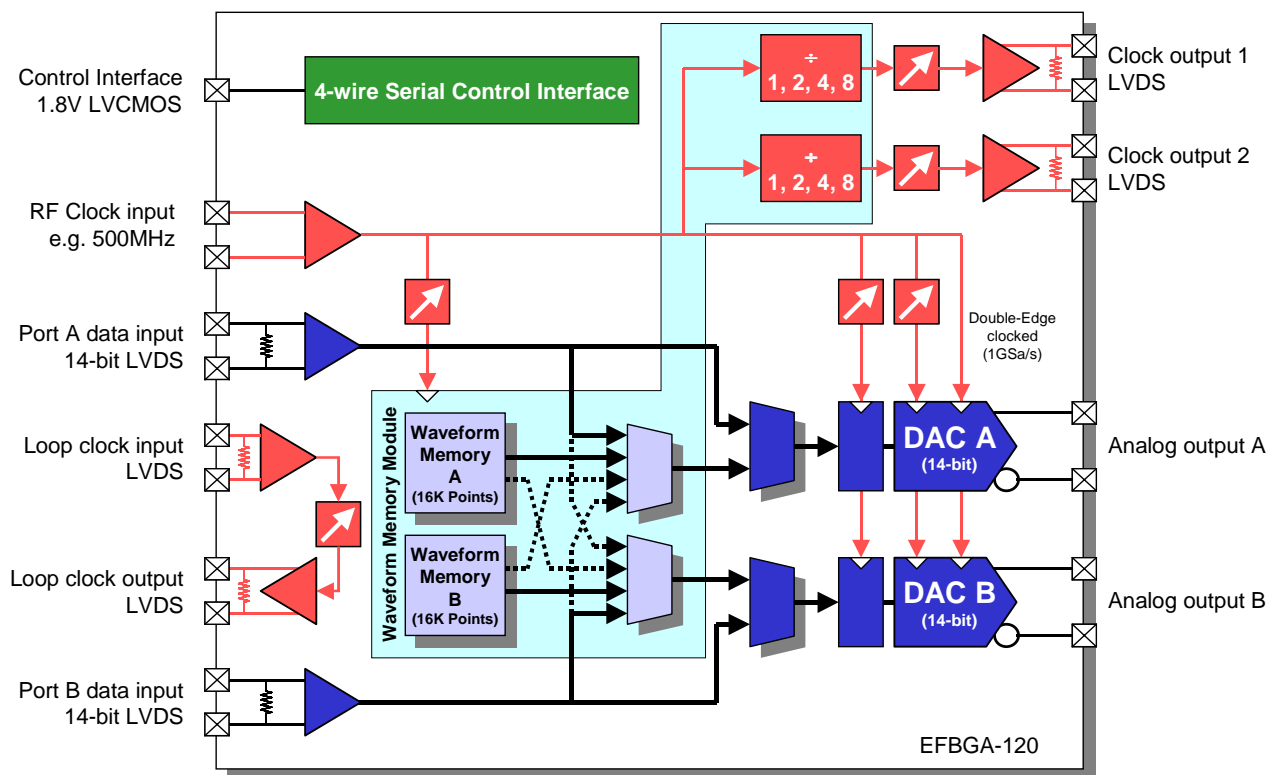 Control Interface
1.8V LVCMOS
4-wire Serial Control Interface
÷
1, 2, 4, 8
Clock output 1
LVDS
÷
1, 2, 4, 8
Clock output 2
LVDS
RF Clock input
e.g. 500MHz
Port A data input
14-bit LVDS
Double-Edge
clocked
(1GSa/s)
Loop clock input
LVDS
Waveform Memory Module
Waveform
Memory
A
(16K Points)
DAC A
(14-bit)
Analog output A
Loop clock output
LVDS
Waveform
Memory
B
(16K Points)
DAC B
(14-bit)
Analog output B
Port B data input
14-bit LVDS
EFBGA-120